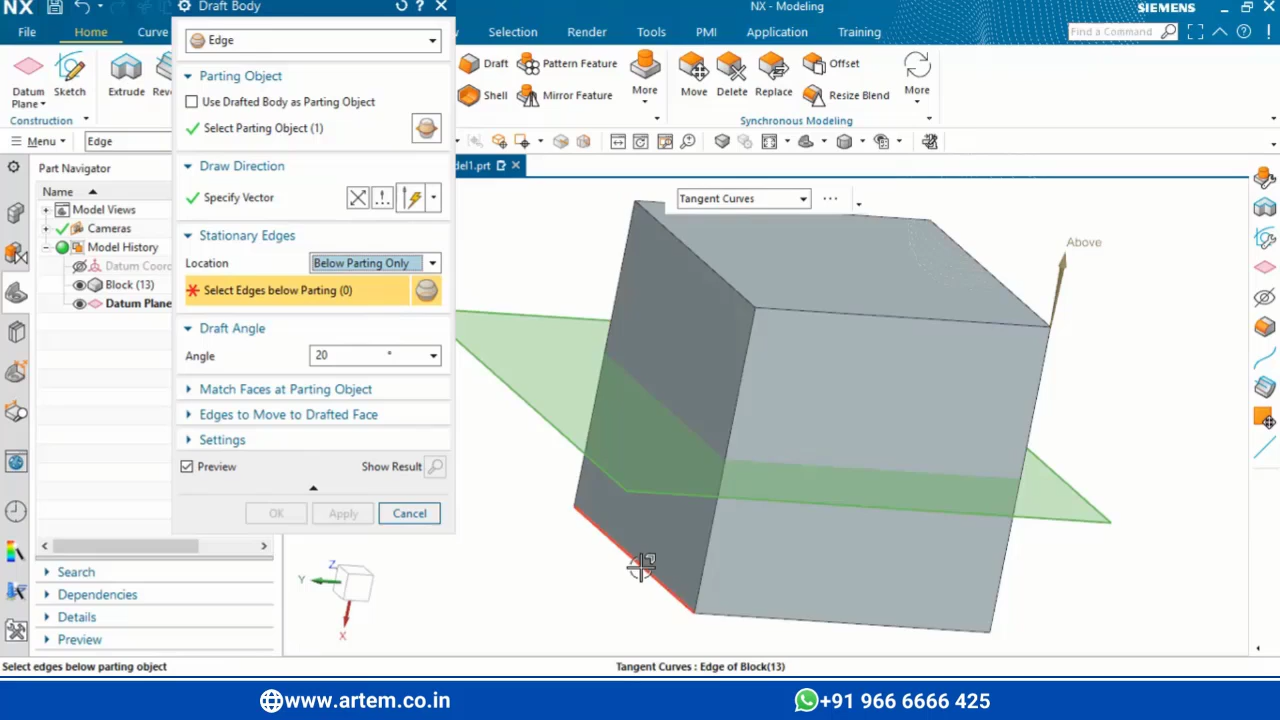 NX
Draft Body
NX - Modeling
SIEMENS
File
Home
Curve
Selection
Render
Tools
PMI
Application
Training
Find a Command
Datum Plane
Sketch
Extrude
Construction
Edge
Draft
Pattern Feature
Shell
Mirror Feature
More
Move
Delete
Replace
Offset
Resize Blend
More
Synchronous Modeling
Menu
Edge
del1.prt
Tangent Curves
Part Navigator
Name
Model Views
Cameras
Model History
Datum Coor
Block (13)
Datum Plane
Parting Object
Use Drafted Body as Parting Object
Select Parting Object (1)
Draw Direction
Specify Vector
Stationary Edges
Location
Below Parting Only
Select Edges below Parting (0)
Draft Angle
Angle
20
°
Match Faces at Parting Object
Edges to Move to Drafted Face
Settings
Preview
Show Result
OK
Apply
Cancel
Above
Z
Y
X
Search
Dependencies
Details
Preview
Select edges below parting object
Tangent Curves : Edge of Block(13)
www.artem.co.in
+91 966 6666 425